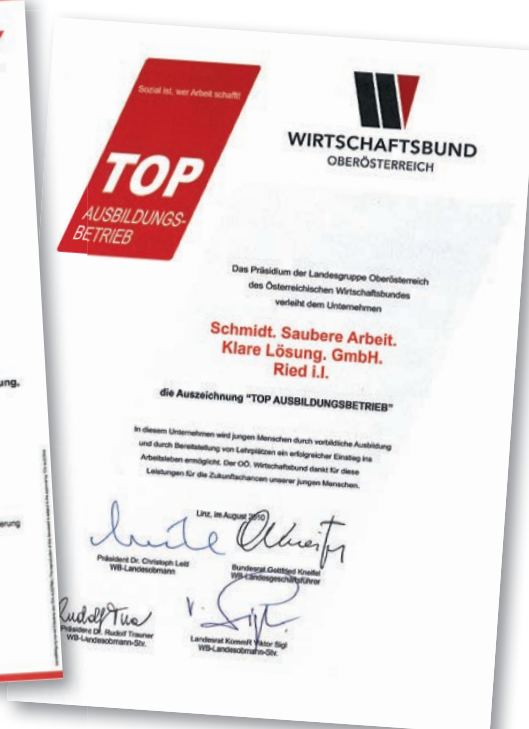 Sozial ist, wer Arbeit schafft!
TOP
AUSBILDUNGS-
BETRIEB
WIRTSCHAFTSBUND
OBERÖSTERREICH
Das Präsidium der Landesgruppe Oberösterreich
des Österreichischen Wirtschaftsbundes
verleiht dem Unternehmen
Schmidt. Saubere Arbeit.
Klare Lösung. GmbH.
Ried i.I.
die Auszeichnung "TOP AUSBILDUNGSBETRIEB"
In diesem Unternehmen wird jungen Menschen durch vorbildliche Ausbildung
und durch Bereitstellung von Lehrplätzen ein erfolgreicher Einstieg ins
Arbeitsleben ermöglicht. Der OÖ. Wirtschaftsbund dankt für diese
Leistungen für die Zukunftschancen unserer jungen Menschen.
Linz, im August 2010
Präsident Dr. Christoph Leitl
WB-Landesobmann
Bundesrat Gottfried Kneifel
WB-Landesgeschäftsführer
Präsident Dr. Rudolf Trauner
WB-Landesobmann-Stv.
Landesrat KommR Viktor Sigl
WB-Landesobmann-Stv.
ung.
erung